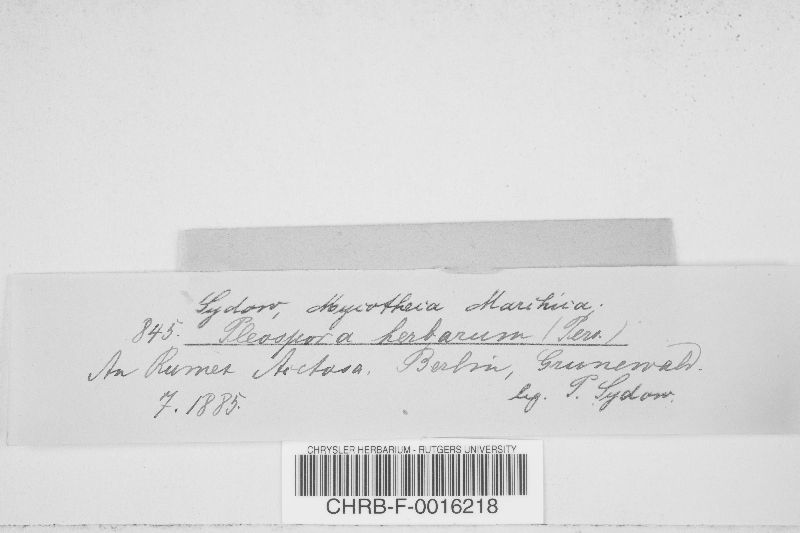 Sydow, Mycotheca Marchica.
845. Pleospora herbarum (Pers.)
An Rumex Acetosa. Berlin, Grunewald.
7. 1885.
lig. P. Sydow.
CHRYSLER HERBARIUM - RUTGERS UNIVERSITY
CHRB-F-0016218